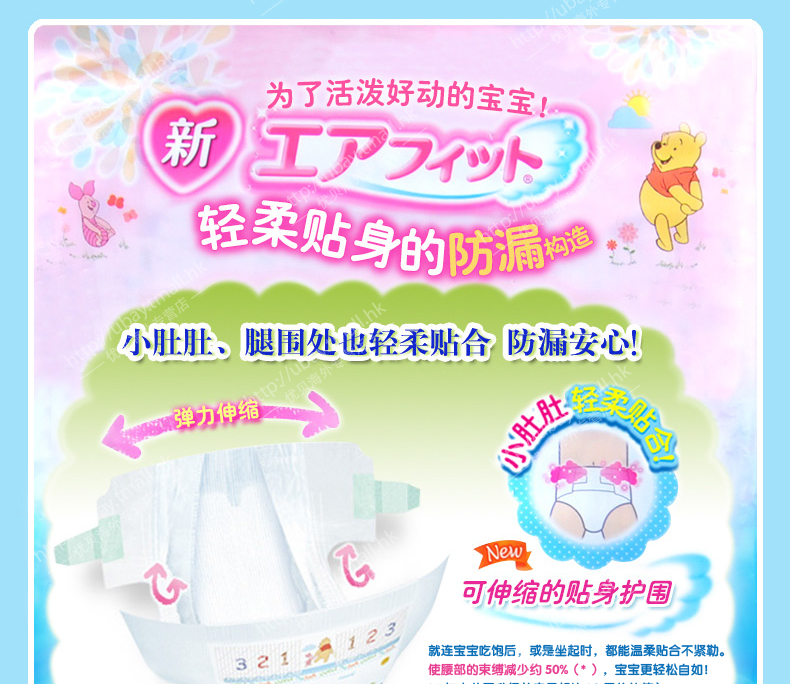 为了活泼好动的宝宝！
新 エアフィット®
轻柔贴身的防漏构造
小肚肚、腿围处也轻柔贴合 防漏安心！
弹力伸缩
小肚肚 轻柔贴合！
New
可伸缩的贴身护围
3 2 1 1 2 3
就连宝宝吃饱后，或是坐起时，都能温柔贴合不紧勒。
使腰部的束缚减少约 50%（*），宝宝更轻松自如！